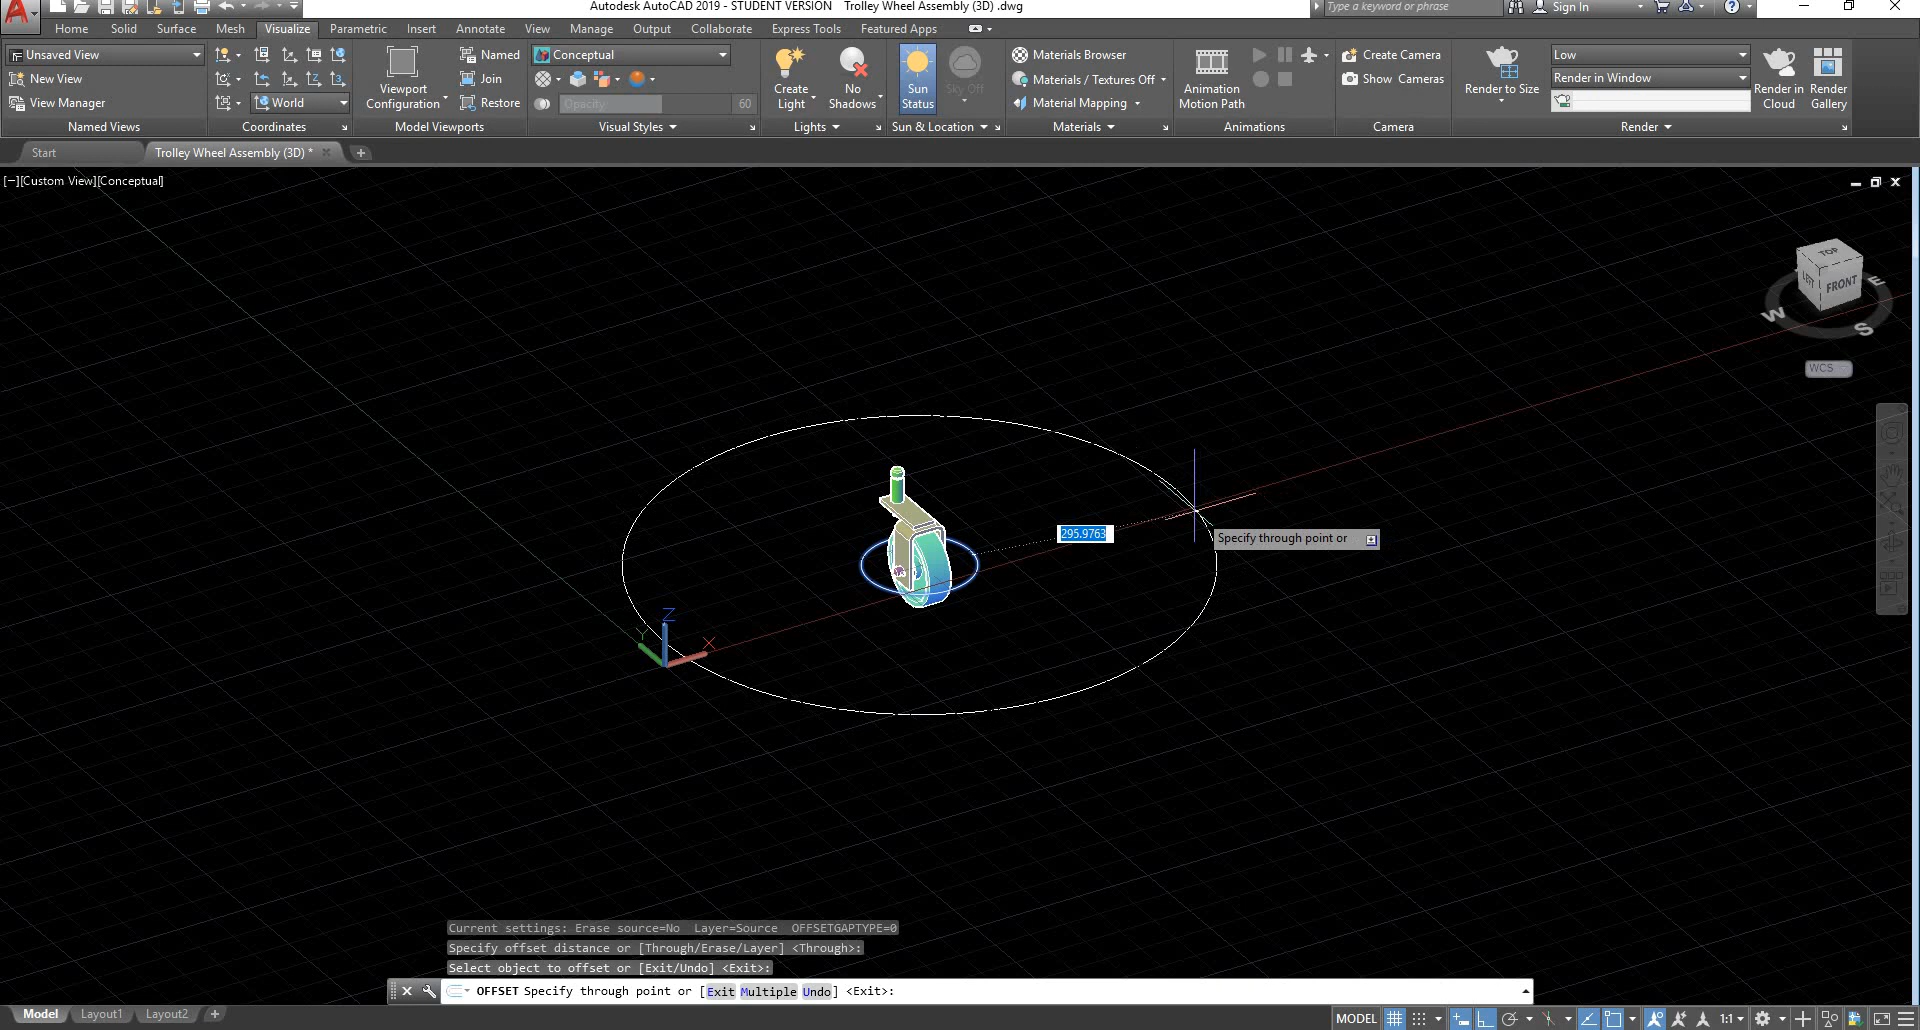 Autodesk AutoCAD 2019 - STUDENT VERSION Trolley Wheel Assembly (3D) .dwg
Type a keyword or phrase
Sign In
Home Solid Surface Mesh Visualize Parametric Insert Annotate View Manage Output Collaborate Express Tools Featured Apps
Unsaved View
New View
View Manager
Named Views
World
Coordinates
Viewport Configuration
Named
Join
Restore
Model Viewports
Conceptual
Opacity 60
Visual Styles
Create Light
No Shadows
Lights
Sun Status
Sky Off
Sun & Location
Materials Browser
Materials / Textures Off
Material Mapping
Materials
Animation Motion Path
Animations
Create Camera
Show Cameras
Camera
Render to Size
Low
Render in Window
Render in Cloud
Render Gallery
Render
Start
Trolley Wheel Assembly (3D) *
[−][Custom View][Conceptual]
TOP
LEFT
FRONT
W
E
S
WCS
295.9763
Specify through point or
Z
Y
X
Current settings: Erase source=No Layer=Source OFFSETGAPTYPE=0
Specify offset distance or [Through/Erase/Layer] <Through>:
Select object to offset or [Exit/Undo] <Exit>:
OFFSET Specify through point or [Exit Multiple Undo] <Exit>:
Model Layout1 Layout2
MODEL
1:1